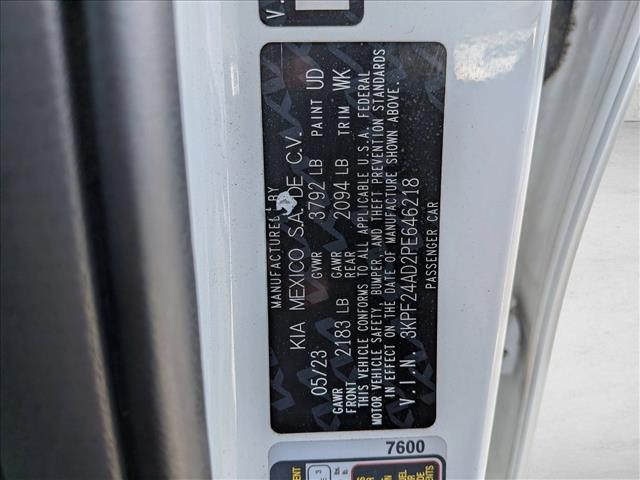 V.
MANUFACTURED BY
KIA MEXICO S.A. DE C.V.
05/23 GVWR 3792 LB PAINT UD
GAWR FRONT 2183 LB GAWR REAR 2094 LB TRIM WK
THIS VEHICLE CONFORMS TO ALL APPLICABLE U.S.A. FEDERAL
MOTOR VEHICLE SAFETY, BUMPER, AND THEFT PREVENTION STANDARDS
IN EFFECT ON THE DATE OF MANUFACTURE SHOWN ABOVE.
V.I.N. 3KPF24AD2PE646218
PASSENGER CAR
7600